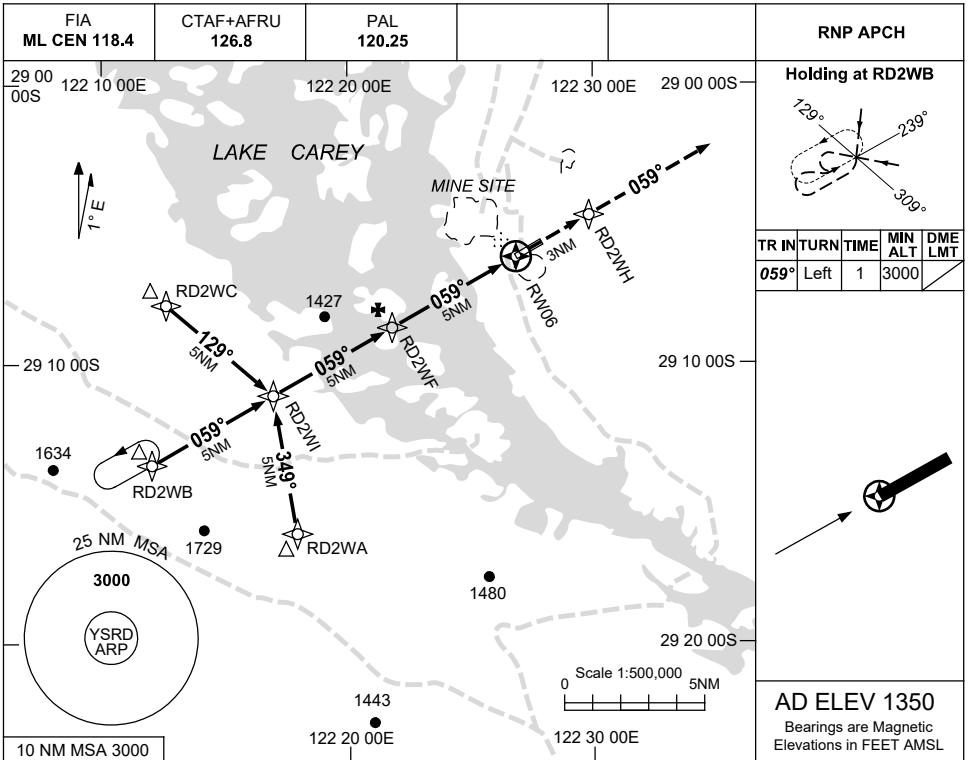 FIA
ML CEN 118.4
CTAF+AFRU
126.8
PAL
120.25
RNP APCH
29 00
00S
122 10 00E
122 20 00E
122 30 00E
29 00 00S
Holding at RD2WB
129°
239°
309°
TR IN
TURN
TIME
MIN
ALT
DME
LMT
059°
Left
1
3000
LAKE CAREY
1° E
MINE SITE
059°
3NM
RD2WH
RW06
RD2WC
1427
059°
5NM
RD2WF
129°
5NM
059°
5NM
29 10 00S
29 10 00S
RD2WI
059°
5NM
349°
5NM
1634
RD2WB
1729
RD2WA
25 NM MSA
3000
YSRD
ARP
1480
29 20 00S
Scale 1:500,000
0
5NM
1443
122 20 00E
122 30 00E
10 NM MSA 3000
AD ELEV 1350
Bearings are Magnetic
Elevations in FEET AMSL